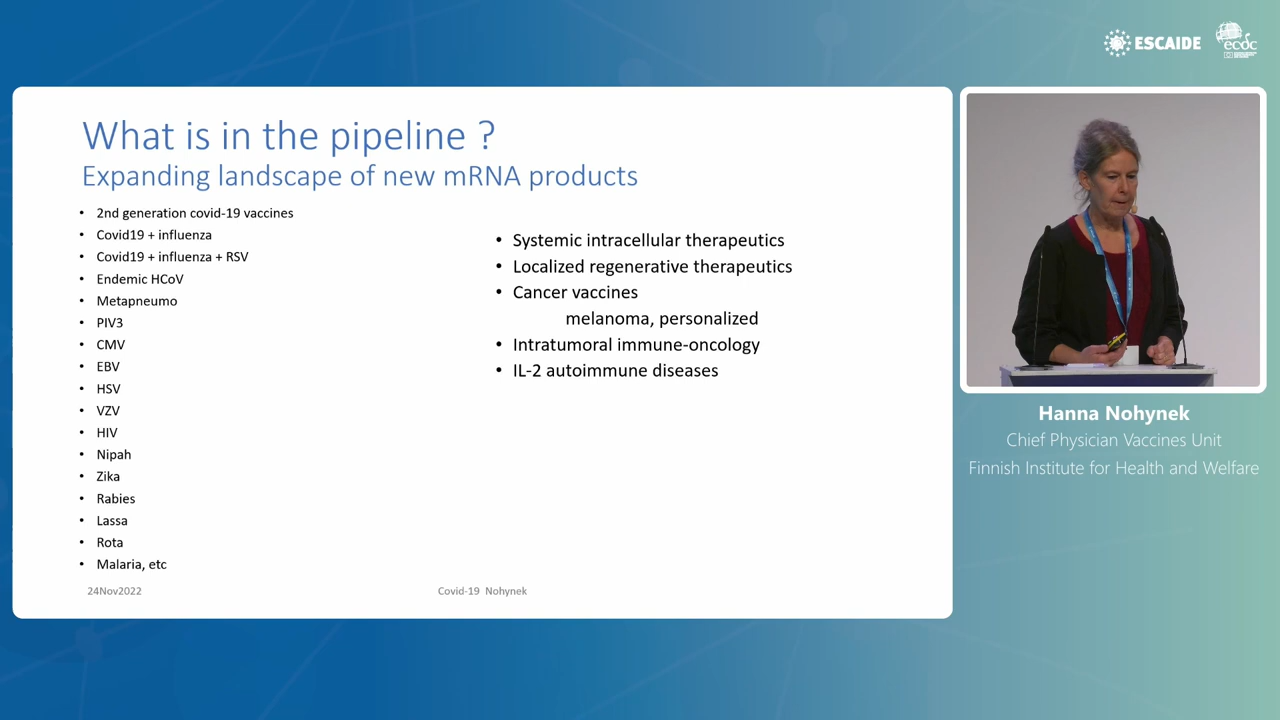 ESCAIDE
ecdc
What is in the pipeline ?
Expanding landscape of new mRNA products
• 2nd generation covid-19 vaccines
• Covid19 + influenza
• Covid19 + influenza + RSV
• Endemic HCoV
• Metapneumo
• PIV3
• CMV
• EBV
• HSV
• VZV
• HIV
• Nipah
• Zika
• Rabies
• Lassa
• Rota
• Malaria, etc
• Systemic intracellular therapeutics
• Localized regenerative therapeutics
• Cancer vaccines
melanoma, personalized
• Intratumoral immune-oncology
• IL-2 autoimmune diseases
24Nov2022
Covid-19 Nohynek
Hanna Nohynek
Chief Physician Vaccines Unit
Finnish Institute for Health and Welfare